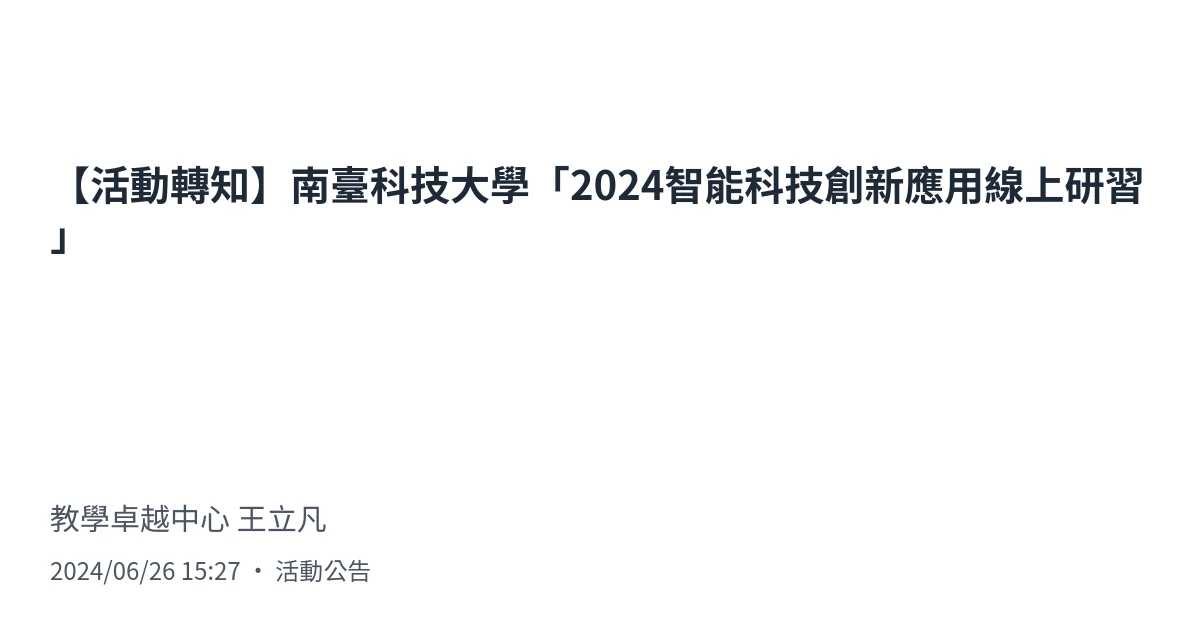 【活動轉知】南臺科技大學「2024智能科技創新應用線上研習
」
教學卓越中心 王立凡
2024/06/26 15:27 ・ 活動公告